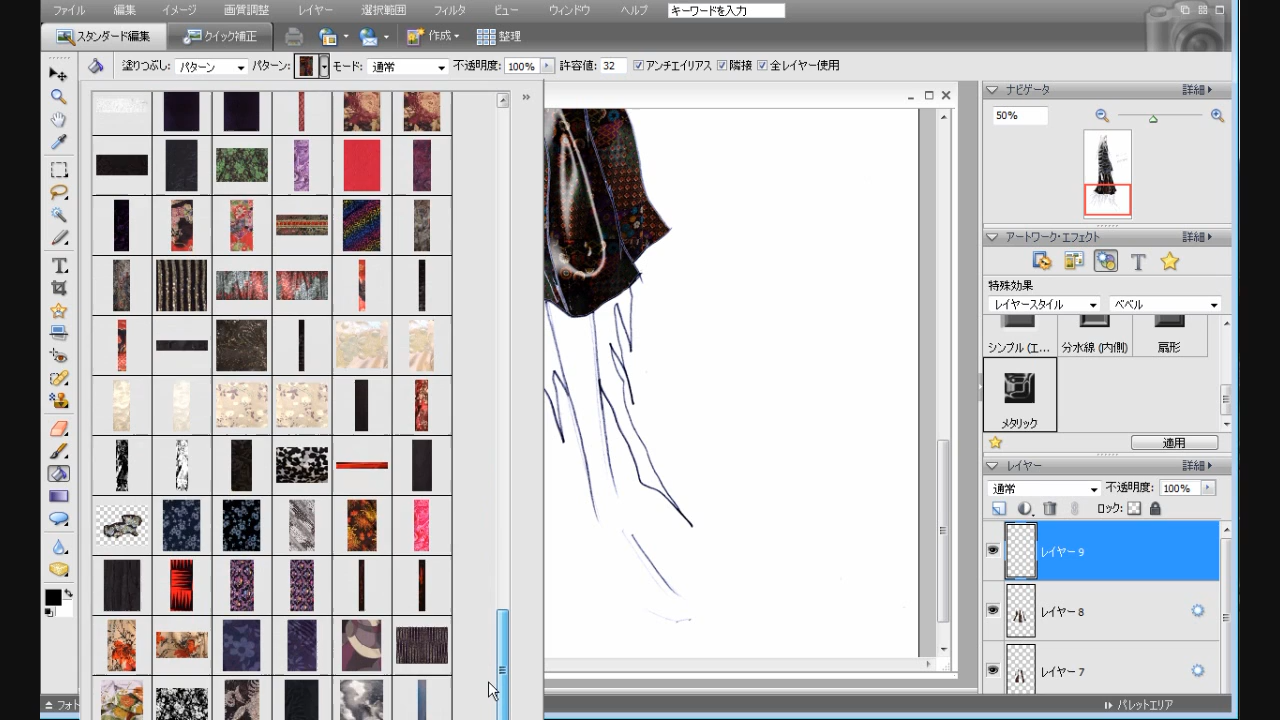 ファイル 編集 イメージ 画質調整 レイヤー 選択範囲 フィルタ ビュー ウィンドウ ヘルプ キーワードを入力
スタンダード編集 クイック補正 作成 整理
塗りつぶし: パターン パターン: モード: 通常 不透明度: 100% 許容値: 32 アンチエイリアス 隣接 全レイヤー使用
ナビゲータ 詳細
50%
アートワーク・エフェクト 詳細
特殊効果
レイヤースタイル ベベル
シンプル (エ... 分水線 (内側) 扇形
メタリック
適用
レイヤー 詳細
通常 不透明度: 100%
ロック:
レイヤー 9
レイヤー 8
レイヤー 7
フォト
パレットエリア